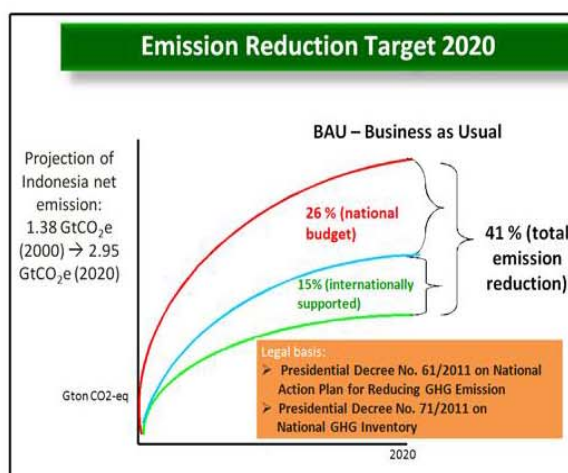 Emission Reduction Target 2020
BAU – Business as Usual
Projection of
Indonesia net
emission:
1.38 GtCO₂e
(2000) → 2.95
GtCO₂e (2020)
26 % (national
budget)
41 % (total
emission
reduction)
15% (internationally
supported)
Legal basis:
➢ Presidential Decree No. 61/2011 on National
Action Plan for Reducing GHG Emission
➢ Presidential Decree No. 71/2011 on
National GHG Inventory
Gton CO2-eq
2020